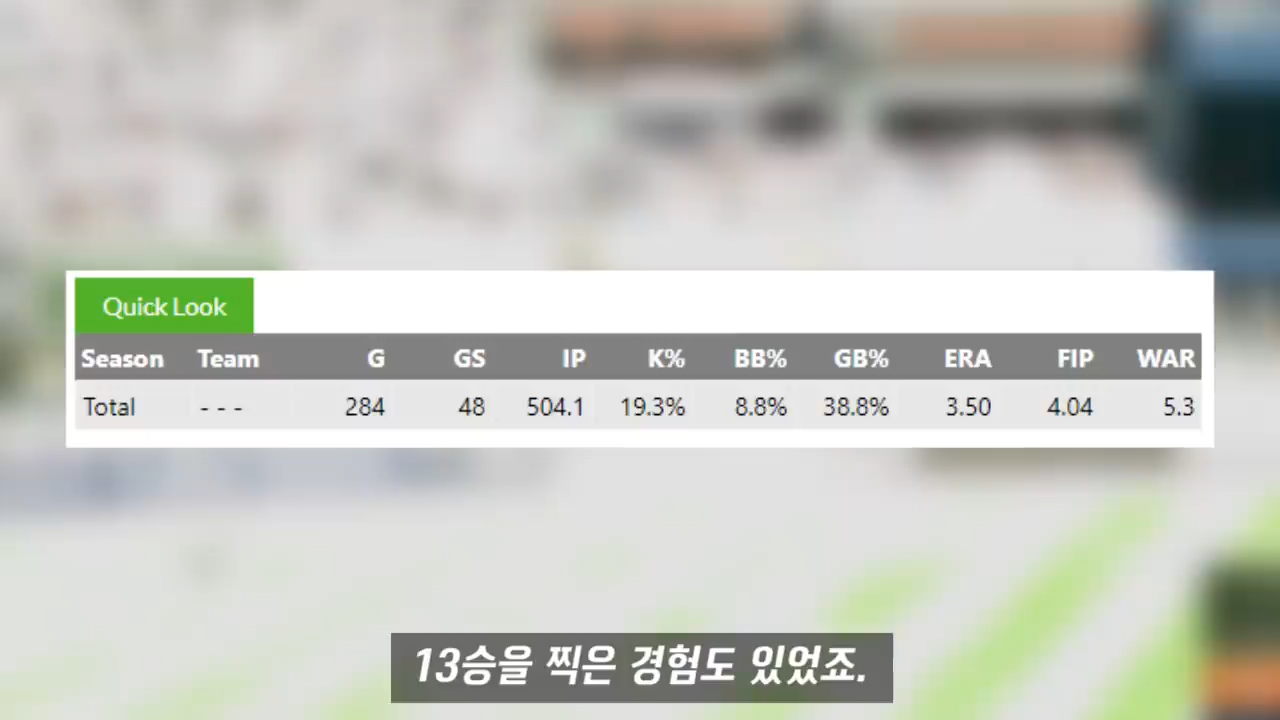 Quick Look
Season Team G GS IP K% BB% GB% ERA FIP WAR
Total - - - 284 48 504.1 19.3% 8.8% 38.8% 3.50 4.04 5.3
13승을 찍은 경험도 있었죠.